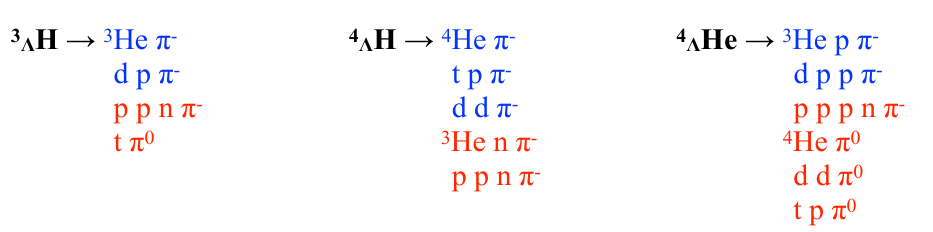 ³ΛH → ³He π⁻
d p π⁻
p p n π⁻
t π⁰
⁴ΛH → ⁴He π⁻
t p π⁻
d d π⁻
³He n π⁻
p p n π⁻
⁴ΛHe → ³He p π⁻
d p p π⁻
p p p n π⁻
⁴He π⁰
d d π⁰
t p π⁰